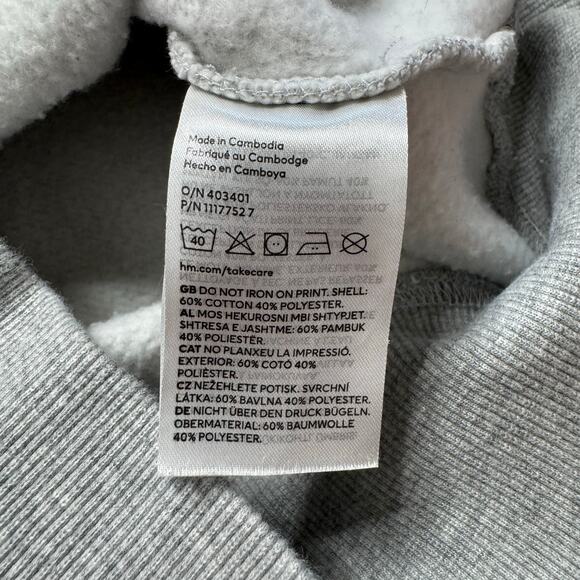 Made in Cambodia
Fabriqué au Cambodge
Hecho en Camboya
O/N 403401
P/N 1117752 7
40
hm.com/takecare
GB DO NOT IRON ON PRINT. SHELL:
60% COTTON 40% POLYESTER.
AL MOS HEKUROSNI MBI SHTYPJET.
SHTRESA E JASHTME: 60% PAMBUK
40% POLIESTËR.
CAT NO PLANXEU LA IMPRESSIÓ.
EXTERIOR: 60% COTÓ 40%
POLIÈSTER.
CZ NEŽEHLETE POTISK. SVRCHNÍ
LÁTKA: 60% BAVLNA 40% POLYESTER.
DE NICHT ÜBER DEN DRUCK BÜGELN.
OBERMATERIAL: 60% BAUMWOLLE
40% POLYESTER.